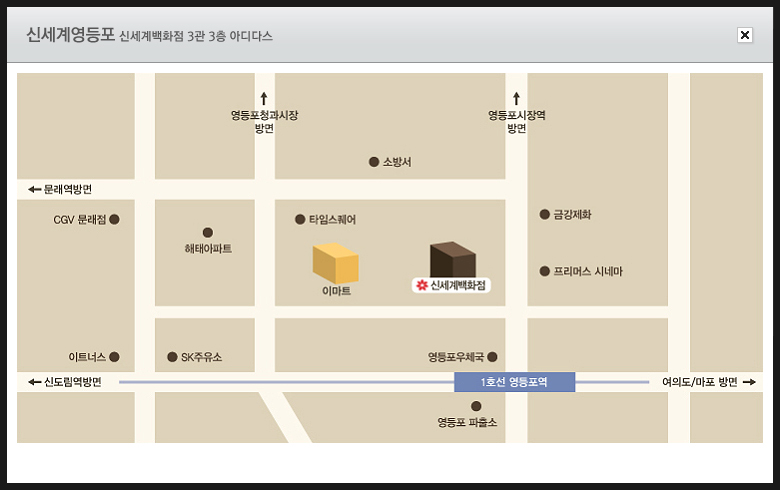 신세계영등포 신세계백화점 3관 3층 아디다스
영등포청과시장
방면
영등포시장역
방면
소방서
문래역방면
CGV 문래점
타임스퀘어
금강제화
해태아파트
이마트
신세계백화점
프리머스 시네마
이트너스
SK주유소
영등포우체국
신도림역방면
1호선 영등포역
여의도/마포 방면
영등포 파출소